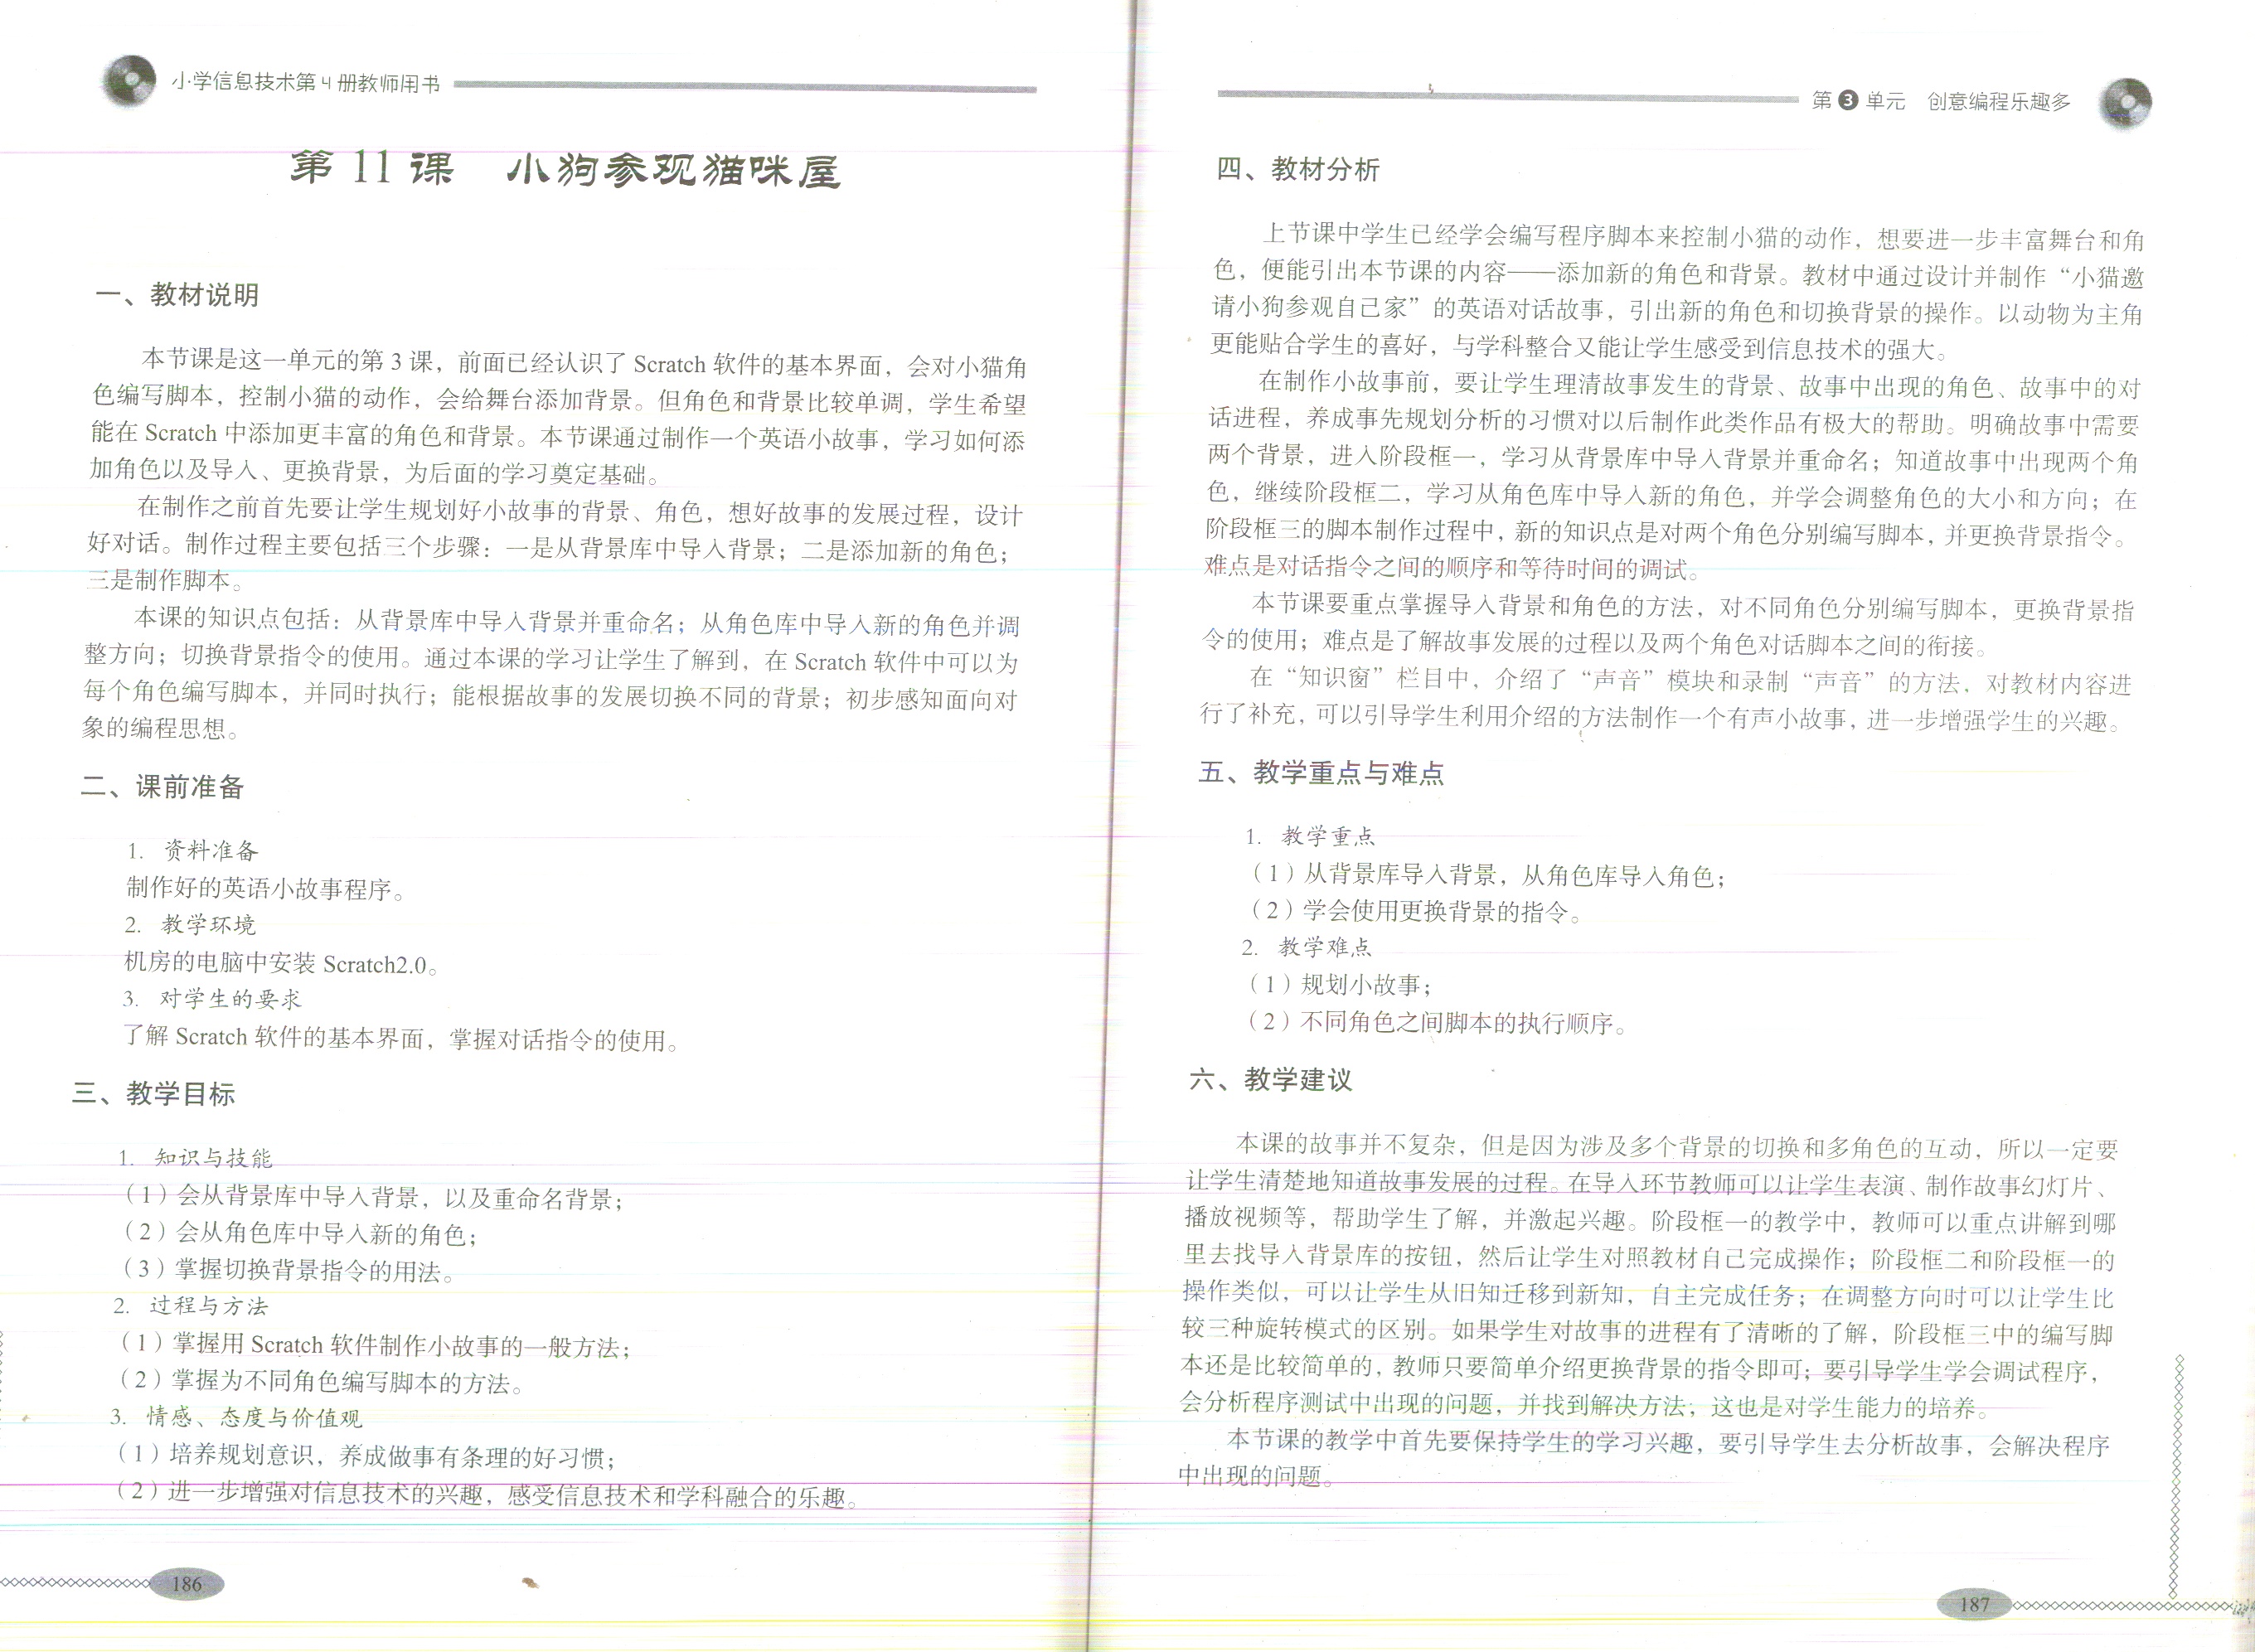 小学信息技术第4册教师用书
第11课 小狗参观猫咪屋
一、教材说明
本节课是这一单元的第3课，前面已经认识了Scratch软件的基本界面，会对小猫角
色编写脚本，控制小猫的动作，会给舞台添加背景。但角色和背景比较单调，学生希望
能在Scratch中添加更丰富的角色和背景。本节课通过制作一个英语小故事，学习如何添
加角色以及导入、更换背景，为后面的学习奠定基础。
在制作之前首先要让学生规划好小故事的背景、角色，想好故事的发展过程，设计
好对话。制作过程主要包括三个步骤：一是从背景库中导入背景；二是添加新的角色；
三是制作脚本。
本课的知识点包括：从背景库中导入背景并重命名；从角色库中导入新的角色并调
整方向；切换背景指令的使用。通过本课的学习让学生了解到，在Scratch软件中可以为
每个角色编写脚本，并同时执行；能根据故事的发展切换不同的背景；初步感知面向对
象的编程思想。
二、课前准备
1. 资料准备
制作好的英语小故事程序。
2. 教学环境
机房的电脑中安装Scratch2.0。
3. 对学生的要求
了解Scratch软件的基本界面，掌握对话指令的使用。
三、教学目标
1. 知识与技能
（1）会从背景库中导入背景，以及重命名背景；
（2）会从角色库中导入新的角色；
（3）掌握切换背景指令的用法。
2. 过程与方法
（1）掌握用Scratch软件制作小故事的一般方法；
（2）掌握为不同角色编写脚本的方法。
3. 情感、态度与价值观
（1）培养规划意识，养成做事有条理的好习惯；
（2）进一步增强对信息技术的兴趣，感受信息技术和学科融合的乐趣。
186
第3单元 创意编程乐趣多
四、教材分析
上节课中学生已经学会编写程序脚本来控制小猫的动作，想要进一步丰富舞台和角
色，便能引出本节课的内容——添加新的角色和背景。教材中通过设计并制作“小猫邀
请小狗参观自己家”的英语对话故事，引出新的角色和切换背景的操作。以动物为主角
更能贴合学生的喜好，与学科整合又能让学生感受到信息技术的强大。
在制作小故事前，要让学生理清故事发生的背景、故事中出现的角色、故事中的对
话进程，养成事先规划分析的习惯对以后制作此类作品有极大的帮助。明确故事中需要
两个背景，进入阶段框一，学习从背景库中导入背景并重命名；知道故事中出现两个角
色，继续阶段框二，学习从角色库中导入新的角色，并学会调整角色的大小和方向；在
阶段框三的脚本制作过程中，新的知识点是对两个角色分别编写脚本，并更换背景指令。
难点是对话指令之间的顺序和等待时间的调试。
本节课要重点掌握导入背景和角色的方法，对不同角色分别编写脚本，更换背景指
令的使用；难点是了解故事发展的过程以及两个角色对话脚本之间的衔接。
在“知识窗”栏目中，介绍了“声音”模块和录制“声音”的方法，对教材内容进
行了补充，可以引导学生利用介绍的方法制作一个有声小故事，进一步增强学生的兴趣。
五、教学重点与难点
1. 教学重点
（1）从背景库导入背景，从角色库导入角色；
（2）学会使用更换背景的指令。
2. 教学难点
（1）规划小故事；
（2）不同角色之间脚本的执行顺序。
六、教学建议
本课的故事并不复杂，但是因为涉及多个背景的切换和多角色的互动，所以一定要
让学生清楚地知道故事发展的过程。在导入环节教师可以让学生表演、制作故事幻灯片、
播放视频等，帮助学生了解，并激起兴趣。阶段框一的教学中，教师可以重点讲解到哪
里去找导入背景库的按钮，然后让学生对照教材自己完成操作；阶段框二和阶段框一的
操作类似，可以让学生从旧知迁移到新知，自主完成任务；在调整方向时可以让学生比
较三种旋转模式的区别。如果学生对故事的进程有了清晰的了解，阶段框三中的编写脚
本还是比较简单的，教师只要简单介绍更换背景的指令即可；要引导学生学会调试程序，
会分析程序测试中出现的问题，并找到解决方法，这也是对学生能力的培养。
本节课的教学中首先要保持学生的学习兴趣，要引导学生去分析故事，会解决程序
中出现的问题。
187